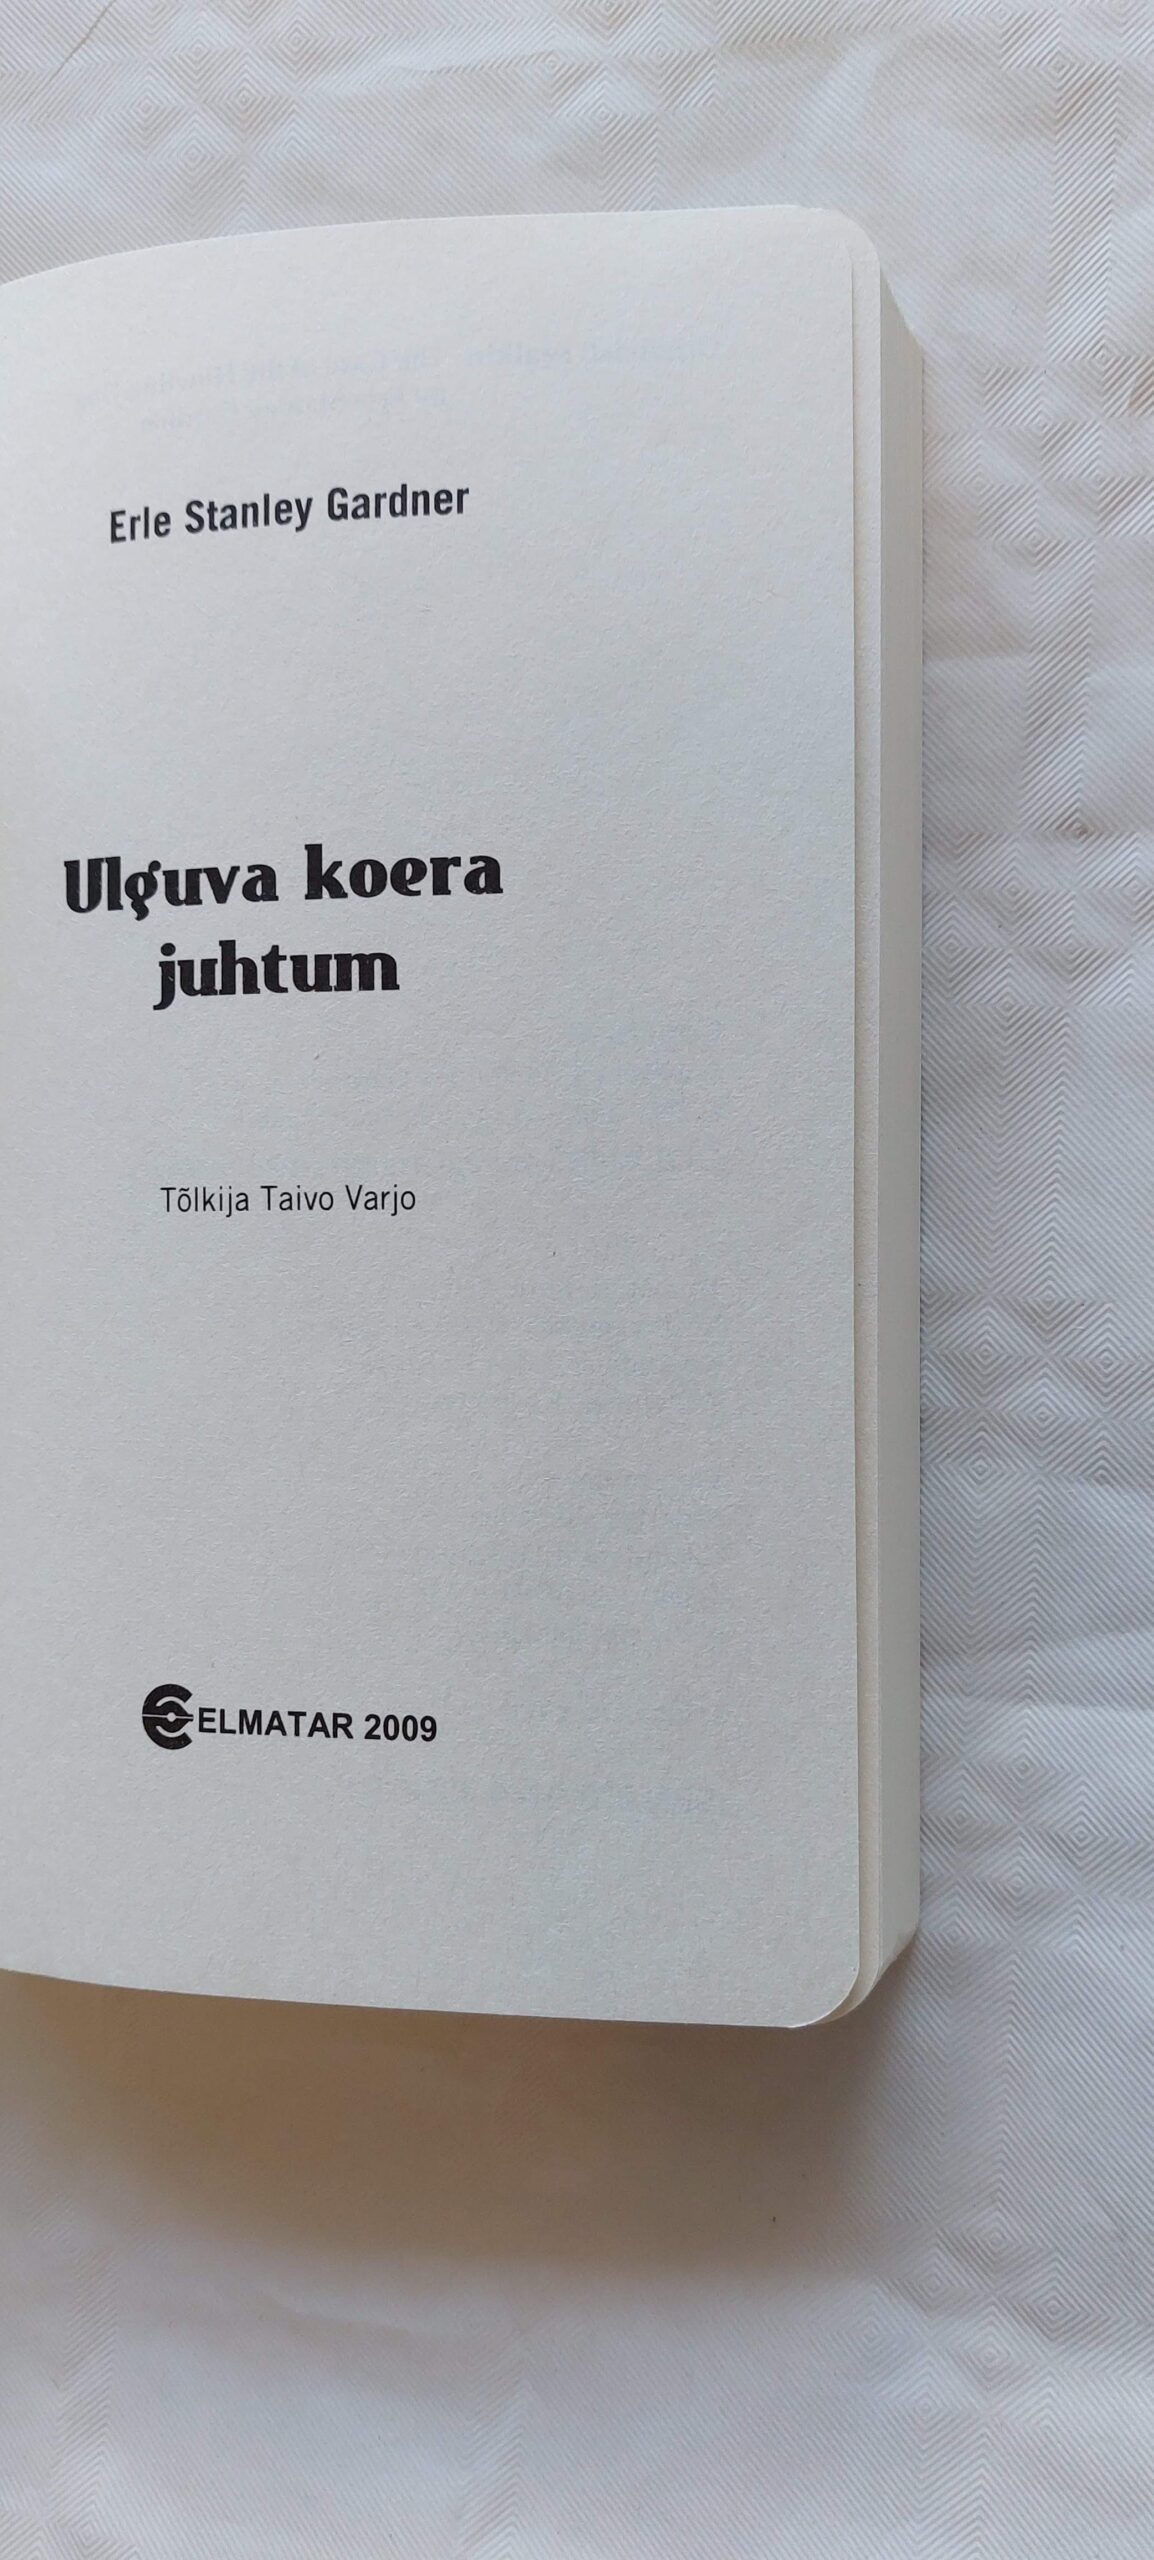 Erle Stanley Gardner
Ulguva koera
juhtum
Tõlkija Taivo Varjo
ELMATAR 2009